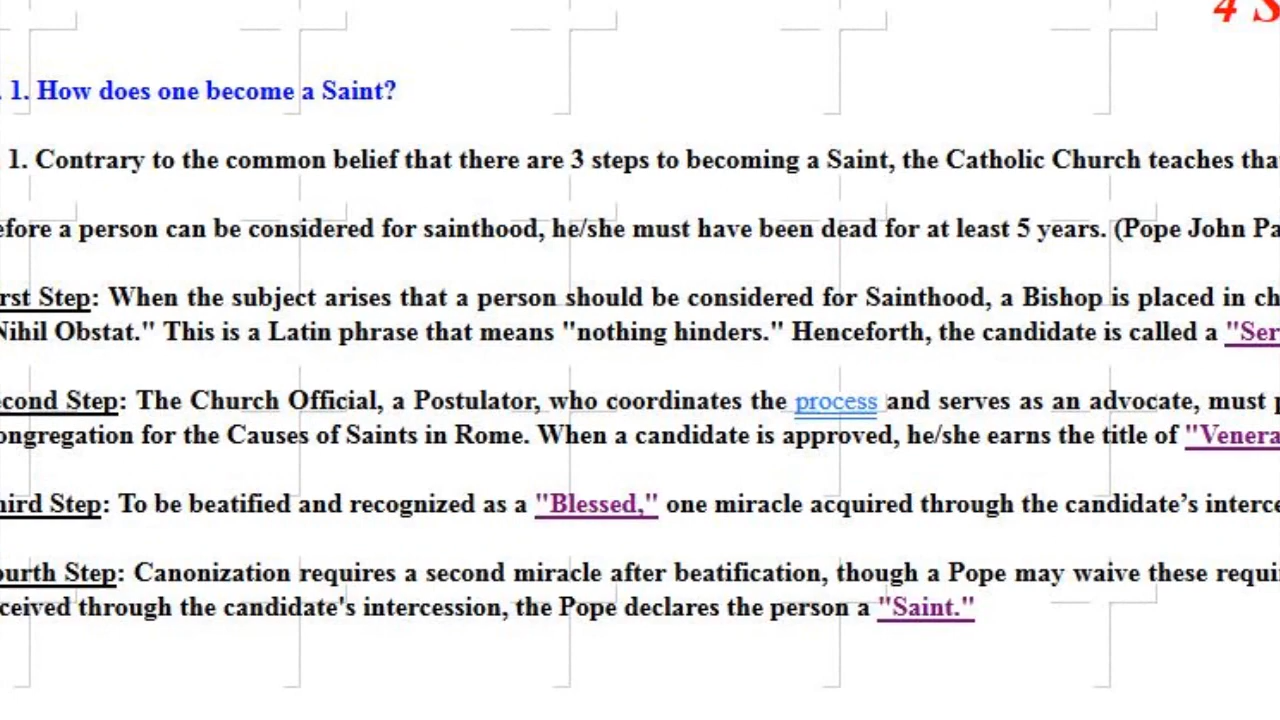 4 S
. 1. How does one become a Saint?
1. Contrary to the common belief that there are 3 steps to becoming a Saint, the Catholic Church teaches tha
efore a person can be considered for sainthood, he/she must have been dead for at least 5 years. (Pope John Pa
rst Step: When the subject arises that a person should be considered for Sainthood, a Bishop is placed in ch
Nihil Obstat." This is a Latin phrase that means "nothing hinders." Henceforth, the candidate is called a "Ser
cond Step: The Church Official, a Postulator, who coordinates the process and serves as an advocate, must p
ongregation for the Causes of Saints in Rome. When a candidate is approved, he/she earns the title of "Venera
hird Step: To be beatified and recognized as a "Blessed," one miracle acquired through the candidate’s interce
ourth Step: Canonization requires a second miracle after beatification, though a Pope may waive these requi
ceived through the candidate's intercession, the Pope declares the person a "Saint."